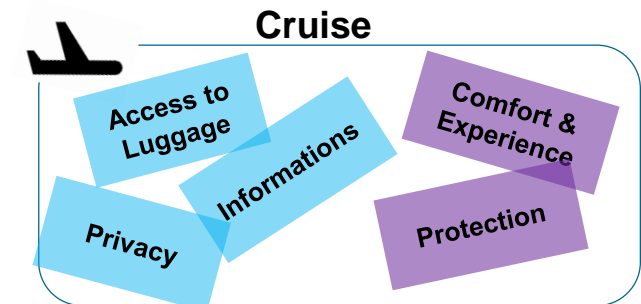 Cruise
Access to
Luggage
Informations
Privacy
Comfort &
Experience
Protection